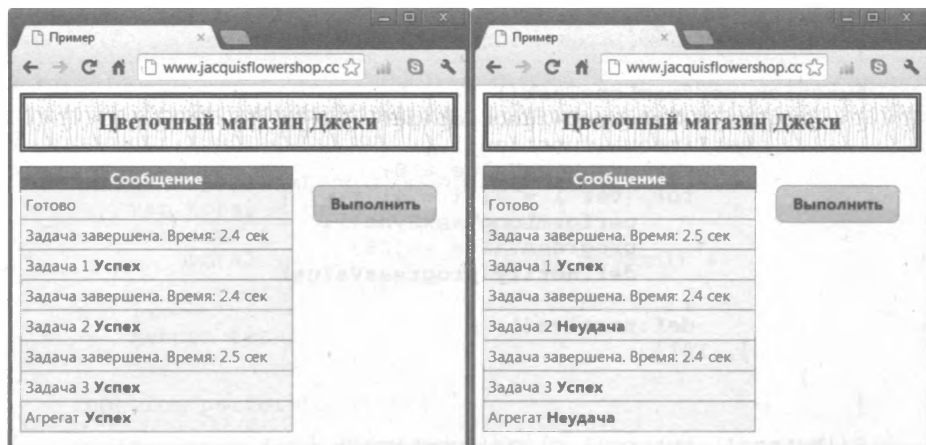 Пример
www.jacquisflowershop.cc
Цветочный магазин Джеки
Сообщение
Готово
Задача завершена. Время: 2.4 сек
Задача 1 Успех
Задача завершена. Время: 2.4 сек
Задача 2 Успех
Задача завершена. Время: 2.5 сек
Задача 3 Успех
Агрегат Успех
Выполнить
Пример
www.jacquisflowershop.cc
Цветочный магазин Джеки
Сообщение
Готово
Задача завершена. Время: 2.5 сек
Задача 1 Успех
Задача завершена. Время: 2.4 сек
Задача 2 Неудача
Задача завершена. Время: 2.4 сек
Задача 3 Успех
Агрегат Неудача
Выполнить